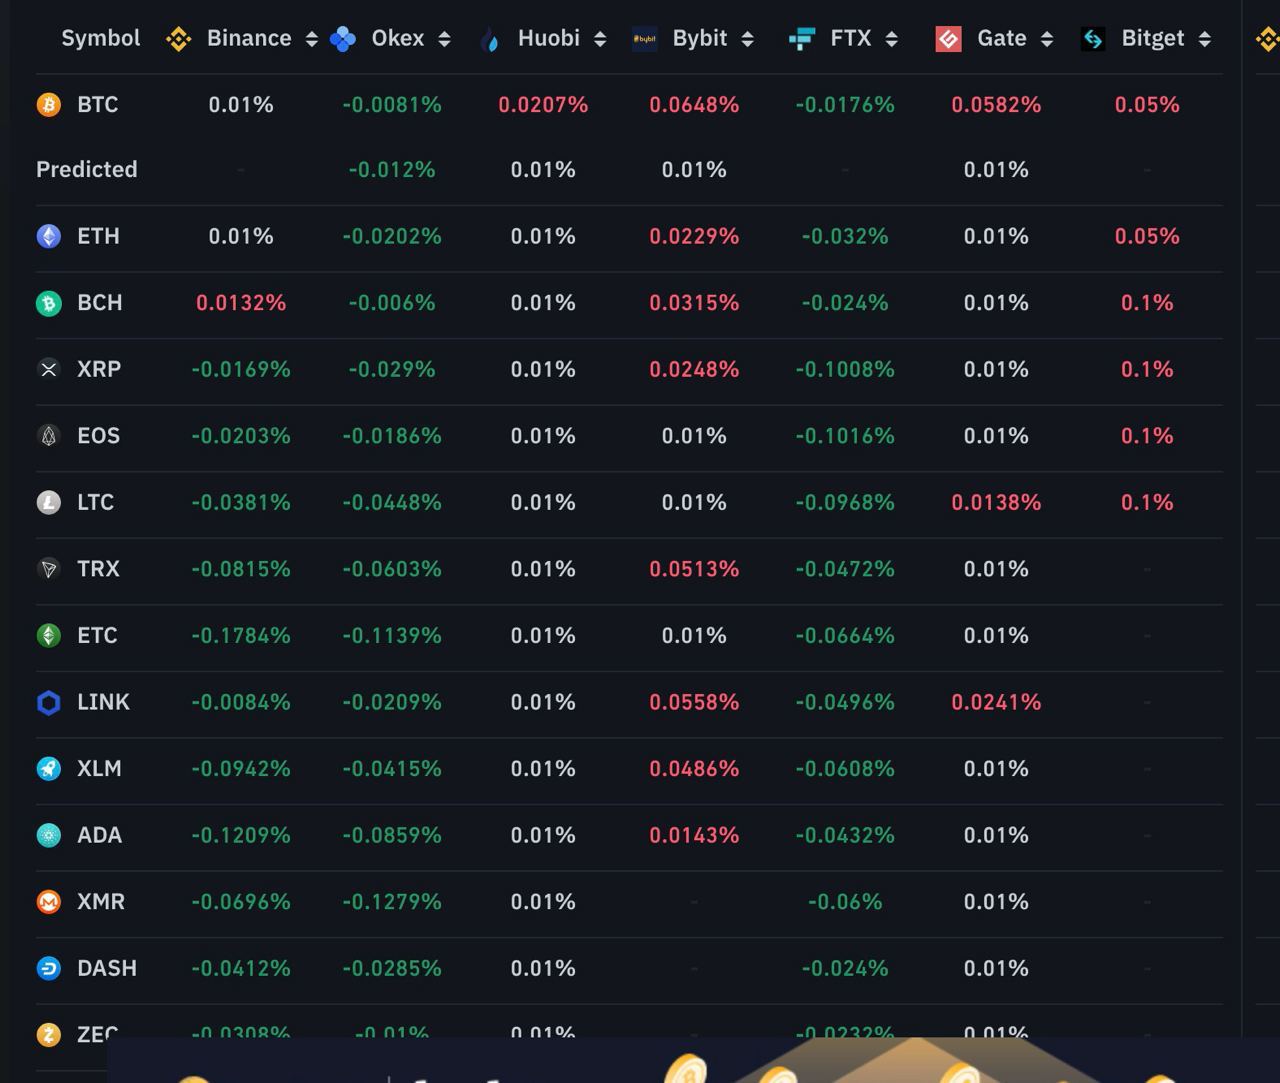 Symbol Binance Okex Huobi Bybit FTX Gate Bitget
BTC 0.01% -0.0081% 0.0207% 0.0648% -0.0176% 0.0582% 0.05%
Predicted - -0.012% 0.01% 0.01% - 0.01% -
ETH 0.01% -0.0202% 0.01% 0.0229% -0.032% 0.01% 0.05%
BCH 0.0132% -0.006% 0.01% 0.0315% -0.024% 0.01% 0.1%
XRP -0.0169% -0.029% 0.01% 0.0248% -0.1008% 0.01% 0.1%
EOS -0.0203% -0.0186% 0.01% 0.01% -0.1016% 0.01% 0.1%
LTC -0.0381% -0.0448% 0.01% 0.01% -0.0968% 0.0138% 0.1%
TRX -0.0815% -0.0603% 0.01% 0.0513% -0.0472% 0.01% -
ETC -0.1784% -0.1139% 0.01% 0.01% -0.0664% 0.01% -
LINK -0.0084% -0.0209% 0.01% 0.0558% -0.0496% 0.0241% -
XLM -0.0942% -0.0415% 0.01% 0.0486% -0.0608% 0.01% -
ADA -0.1209% -0.0859% 0.01% 0.0143% -0.0432% 0.01% -
XMR -0.0696% -0.1279% 0.01% - -0.06% 0.01% -
DASH -0.0412% -0.0285% 0.01% - -0.024% 0.01% -
ZEC -0.0308% -0.01% 0.01% -0.0232% 0.01%